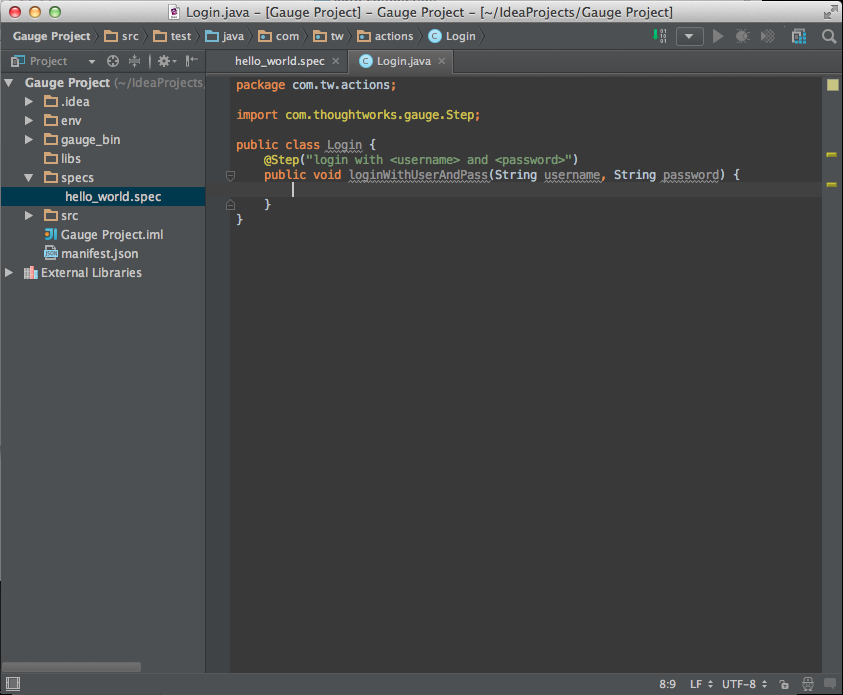 Login.java – [Gauge Project] – Gauge Project – [~/IdeaProjects/Gauge Project]
Gauge Project src test java com tw actions Login
Project
hello_world.spec Login.java
Gauge Project (~/IdeaProjects
.idea
env
gauge_bin
libs
specs
hello_world.spec
src
Gauge Project.iml
manifest.json
External Libraries
package com.tw.actions;
import com.thoughtworks.gauge.Step;
public class Login {
@Step("login with <username> and <password>")
public void loginWithUserAndPass(String username, String password) {
}
}
8:9 LF UTF-8